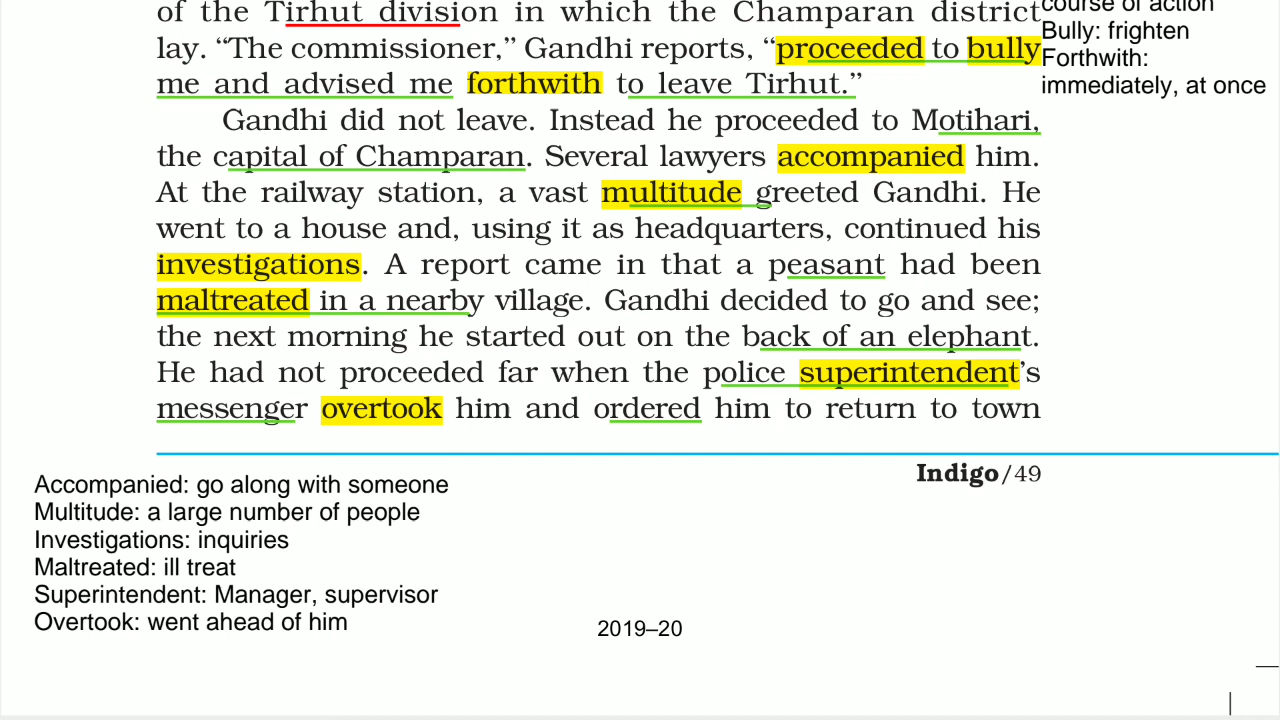 of the Tirhut division in which the Champaran district
lay. “The commissioner,” Gandhi reports, “proceeded to bully
me and advised me forthwith to leave Tirhut.”
Gandhi did not leave. Instead he proceeded to Motihari,
the capital of Champaran. Several lawyers accompanied him.
At the railway station, a vast multitude greeted Gandhi. He
went to a house and, using it as headquarters, continued his
investigations. A report came in that a peasant had been
maltreated in a nearby village. Gandhi decided to go and see;
the next morning he started out on the back of an elephant.
He had not proceeded far when the police superintendent’s
messenger overtook him and ordered him to return to town
course of action
Bully: frighten
Forthwith:
immediately, at once
Indigo/49
Accompanied: go along with someone
Multitude: a large number of people
Investigations: inquiries
Maltreated: ill treat
Superintendent: Manager, supervisor
Overtook: went ahead of him
2019–20